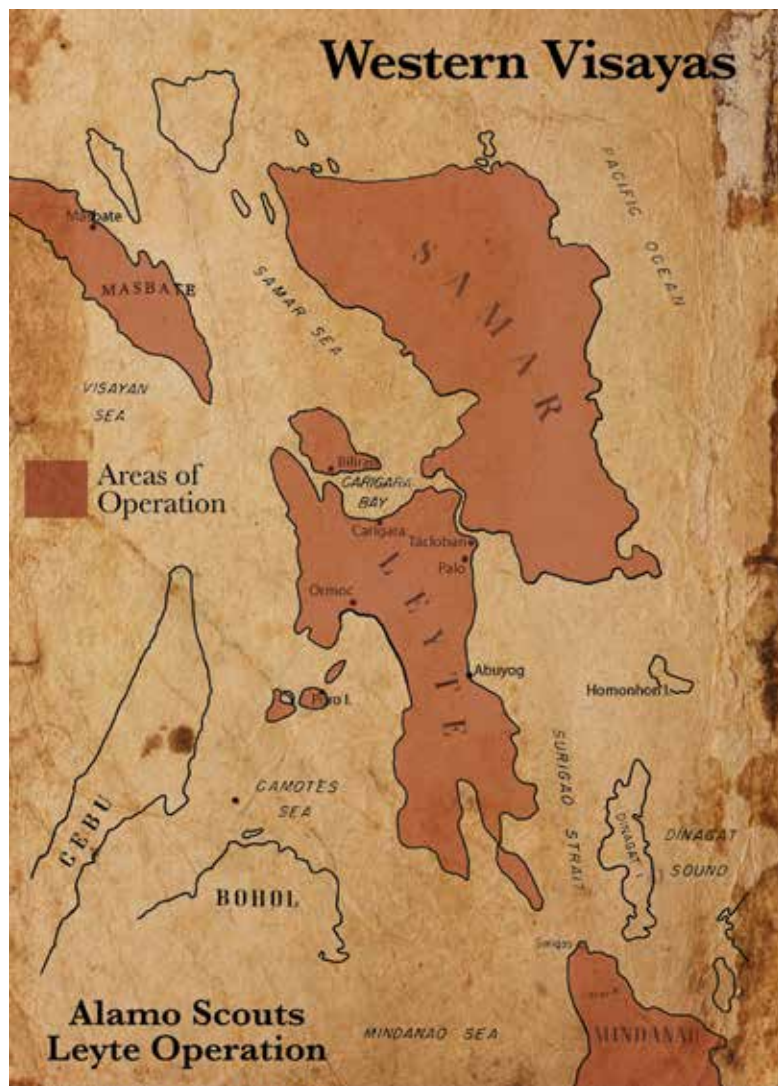 Western Visayas
PACIFIC OCEAN
Masbate
MASBATE
SAMAR
SAMAR SEA
VISAYAN
SEA
Areas of
Operation
Biliran
CARIGARA
BAY
Carigara
Tacloban
Palo
LEYTE
Ormoc
Abuyog
Homonhon I.
CEBU
CAMOTES
SEA
SURIGAO STRAIT
DINAGAT I
DINAGAT
SOUND
BOHOL
Surigao
MINDANAO
MINDANAO SEA
Alamo Scouts
Leyte Operation